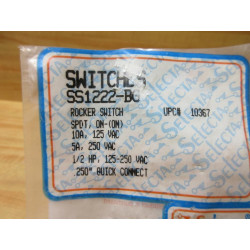 SWITCHES
SS1222-BG
ROCKER SWITCH UPC# 10367
SPDT, ON-(ON)
10A, 125 VAC
5A, 250 VAC
1/2 HP, 125-250 VAC
.250" QUICK CONNECT